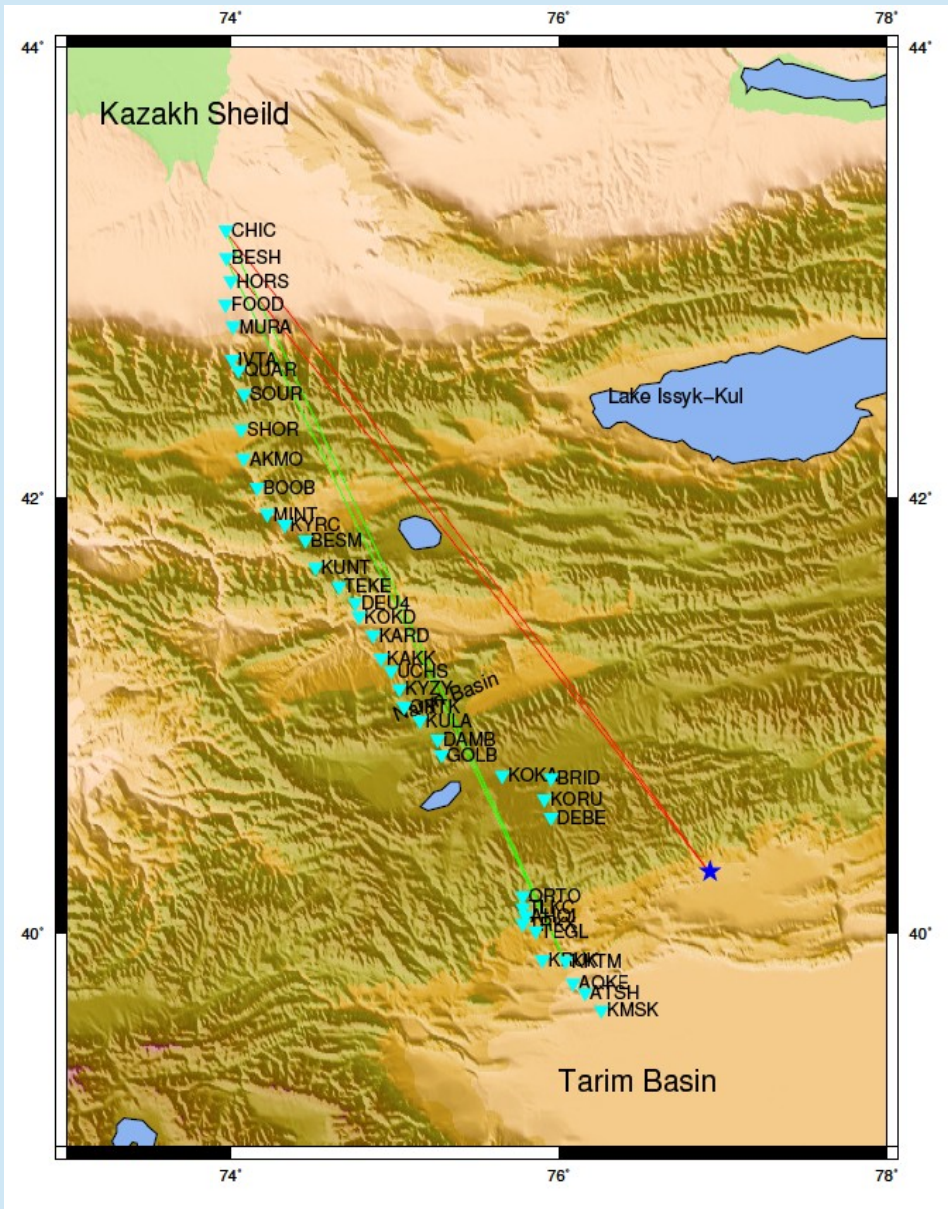 74°
76°
78°
44°
44°
Kazakh Sheild
CHIC
BESH
HORS
FOOD
MURA
IVTA
QUAR
Lake Issyk–Kul
SOUR
SHOR
AKMO
BOOB
42°
42°
MINT
KYRC
BESM
KUNT
TEKE
DEU4
KOKD
KARD
KAKK
UCHS
KYZY
Basin
KULA
DAMB
GOLB
KOKA
BRID
KORU
DEBE
ORTO
TEGL
40°
40°
AOKE
ATSH
KMSK
Tarim Basin
74°
76°
78°